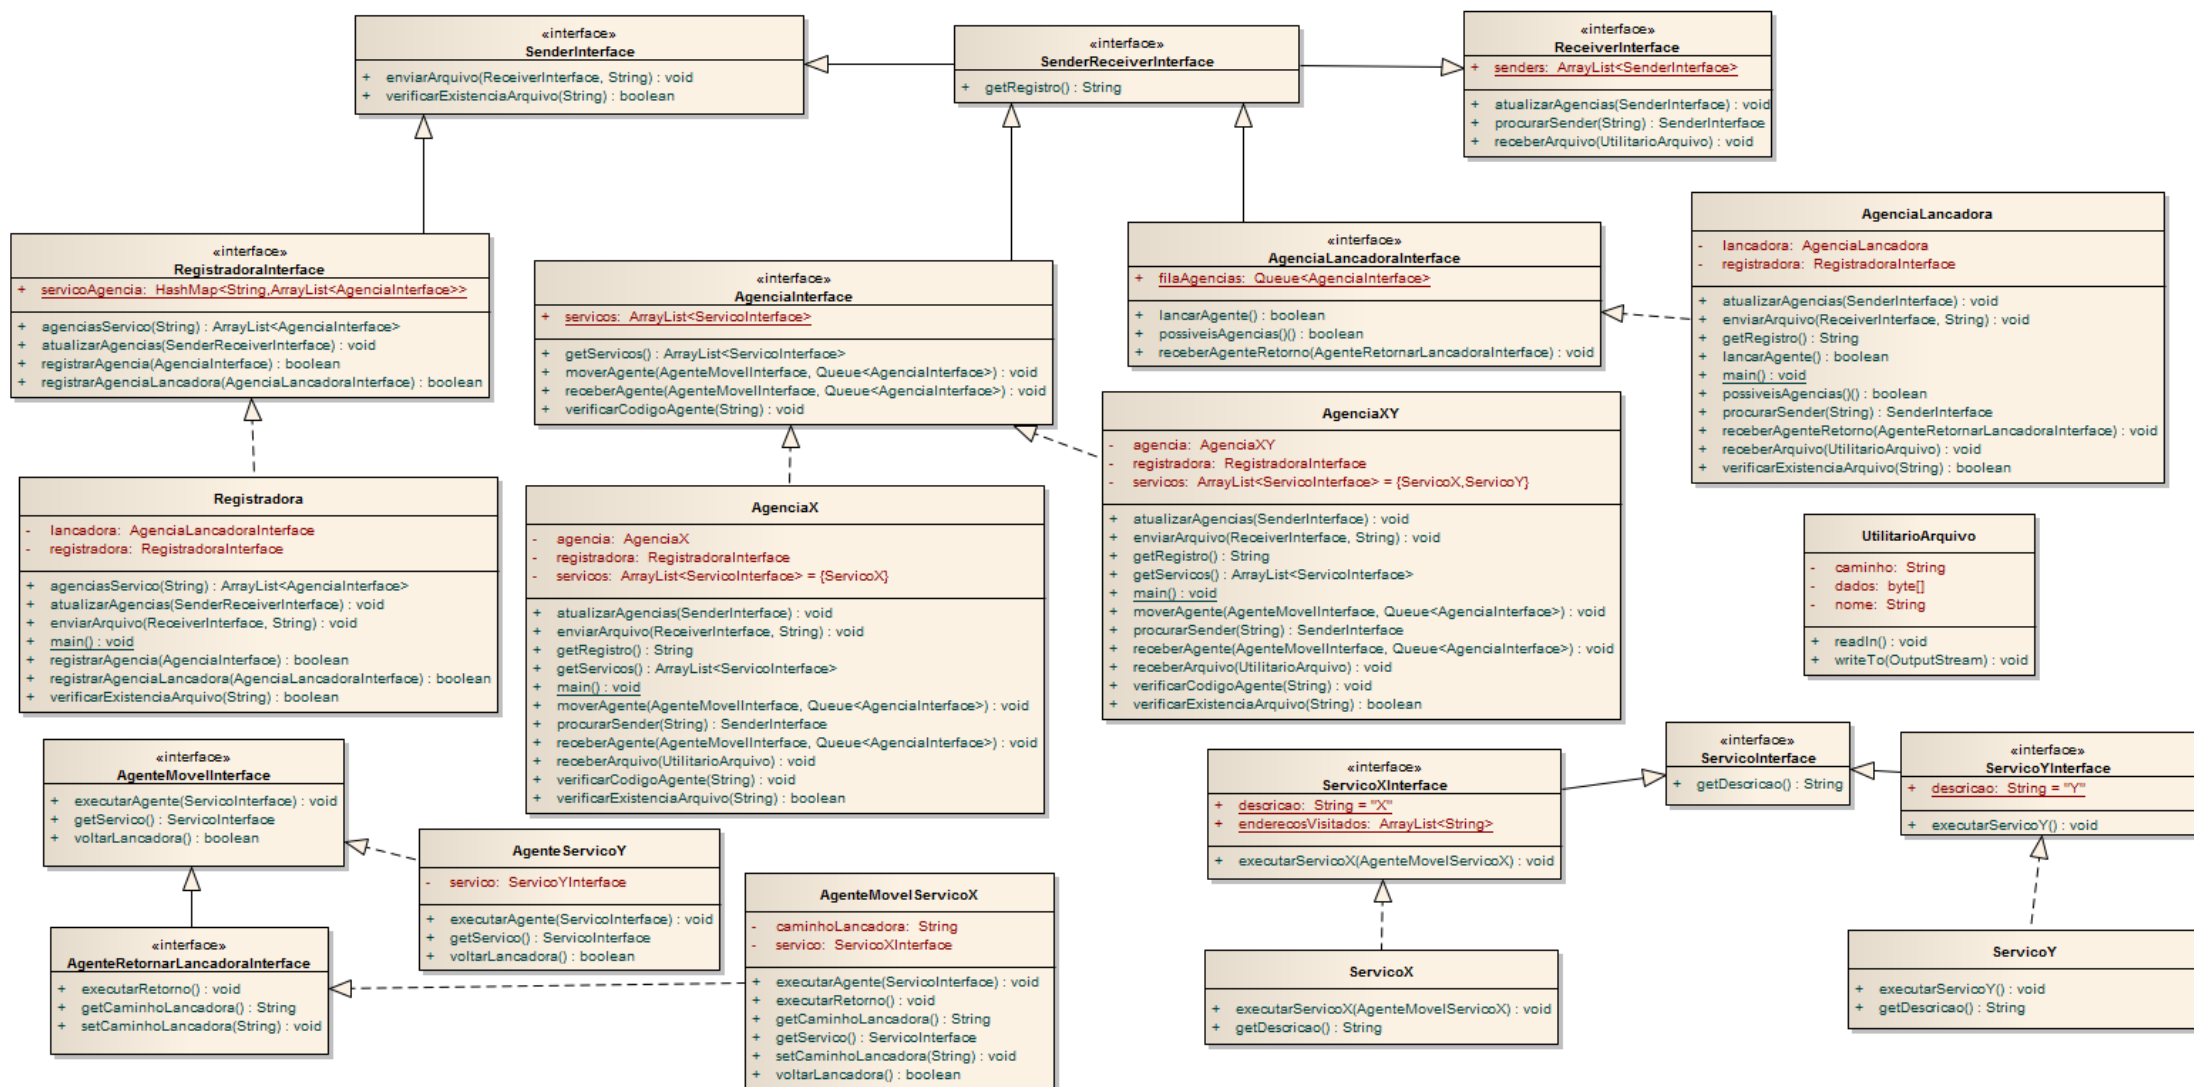 «interface»
SenderInterface
+ enviarArquivo(ReceiverInterface, String) : void
+ verificarExistenciaArquivo(String) : boolean
«interface»
SenderReceiverInterface
+ getRegistro() : String
«interface»
ReceiverInterface
+ senders: ArrayList<SenderInterface>
+ atualizarAgencias(SenderInterface) : void
+ procurarSender(String) : SenderInterface
+ receberArquivo(UtilitarioArquivo) : void
«interface»
RegistradoraInterface
+ servicoAgencia: HashMap<String,ArrayList<AgenciaInterface>>
+ agenciasServico(String) : ArrayList<AgenciaInterface>
+ atualizarAgencias(SenderReceiverInterface) : void
+ registrarAgencia(AgenciaInterface) : boolean
+ registrarAgenciaLancadora(AgenciaLancadoraInterface) : boolean
«interface»
AgenciaInterface
+ servicos: ArrayList<ServicoInterface>
+ getServicos() : ArrayList<ServicoInterface>
+ moverAgente(AgenteMovelInterface, Queue<AgenciaInterface>) : void
+ receberAgente(AgenteMovelInterface, Queue<AgenciaInterface>) : void
+ verificarCodigoAgente(String) : void
«interface»
AgenciaLancadoraInterface
+ filaAgencias: Queue<AgenciaInterface>
+ lancarAgente() : boolean
+ possiveisAgencias()() : boolean
+ receberAgenteRetorno(AgenteRetornarLancadoraInterface) : void
AgenciaLancadora
- lancadora: AgenciaLancadora
- registradora: RegistradoraInterface
+ atualizarAgencias(SenderInterface) : void
+ enviarArquivo(ReceiverInterface, String) : void
+ getRegistro() : String
+ lancarAgente() : boolean
+ main() : void
+ possiveisAgencias()() : boolean
+ procurarSender(String) : SenderInterface
+ receberAgenteRetorno(AgenteRetornarLancadoraInterface) : void
+ receberArquivo(UtilitarioArquivo) : void
+ verificarExistenciaArquivo(String) : boolean
Registradora
- lancadora: AgenciaLancadoraInterface
- registradora: RegistradoraInterface
+ agenciasServico(String) : ArrayList<AgenciaInterface>
+ atualizarAgencias(SenderReceiverInterface) : void
+ enviarArquivo(ReceiverInterface, String) : void
+ main() : void
+ registrarAgencia(AgenciaInterface) : boolean
+ registrarAgenciaLancadora(AgenciaLancadoraInterface) : boolean
+ verificarExistenciaArquivo(String) : boolean
AgenciaX
- agencia: AgenciaX
- registradora: RegistradoraInterface
- servicos: ArrayList<ServicoInterface> = {ServicoX}
+ atualizarAgencias(SenderInterface) : void
+ enviarArquivo(ReceiverInterface, String) : void
+ getRegistro() : String
+ getServicos() : ArrayList<ServicoInterface>
+ main() : void
+ moverAgente(AgenteMovelInterface, Queue<AgenciaInterface>) : void
+ procurarSender(String) : SenderInterface
+ receberAgente(AgenteMovelInterface, Queue<AgenciaInterface>) : void
+ receberArquivo(UtilitarioArquivo) : void
+ verificarCodigoAgente(String) : void
+ verificarExistenciaArquivo(String) : boolean
AgenciaXY
- agencia: AgenciaXY
- registradora: RegistradoraInterface
- servicos: ArrayList<ServicoInterface> = {ServicoX,ServicoY}
+ atualizarAgencias(SenderInterface) : void
+ enviarArquivo(ReceiverInterface, String) : void
+ getRegistro() : String
+ getServicos() : ArrayList<ServicoInterface>
+ main() : void
+ moverAgente(AgenteMovelInterface, Queue<AgenciaInterface>) : void
+ procurarSender(String) : SenderInterface
+ receberAgente(AgenteMovelInterface, Queue<AgenciaInterface>) : void
+ receberArquivo(UtilitarioArquivo) : void
+ verificarCodigoAgente(String) : void
+ verificarExistenciaArquivo(String) : boolean
UtilitarioArquivo
- caminho: String
- dados: byte[]
- nome: String
+ readIn() : void
+ writeTo(OutputStream) : void
«interface»
AgenteMovelInterface
+ executarAgente(ServicoInterface) : void
+ getServico() : ServicoInterface
+ voltarLancadora() : boolean
AgenteServicoY
- servico: ServicoYInterface
+ executarAgente(ServicoInterface) : void
+ getServico() : ServicoInterface
+ voltarLancadora() : boolean
«interface»
AgenteRetornarLancadoraInterface
+ executarRetorno() : void
+ getCaminhoLancadora() : String
+ setCaminhoLancadora(String) : void
AgenteMovelServicoX
- caminhoLancadora: String
- servico: ServicoXInterface
+ executarAgente(ServicoInterface) : void
+ executarRetorno() : void
+ getCaminhoLancadora() : String
+ getServico() : ServicoInterface
+ setCaminhoLancadora(String) : void
+ voltarLancadora() : boolean
«interface»
ServicoXInterface
+ descricao: String = "X"
+ enderecosVisitados: ArrayList<String>
+ executarServicoX(AgenteMovelServicoX) : void
«interface»
ServicoInterface
+ getDescricao() : String
«interface»
ServicoYInterface
+ descricao: String = "Y"
+ executarServicoY() : void
ServicoX
+ executarServicoX(AgenteMovelServicoX) : void
+ getDescricao() : String
ServicoY
+ executarServicoY() : void
+ getDescricao() : String